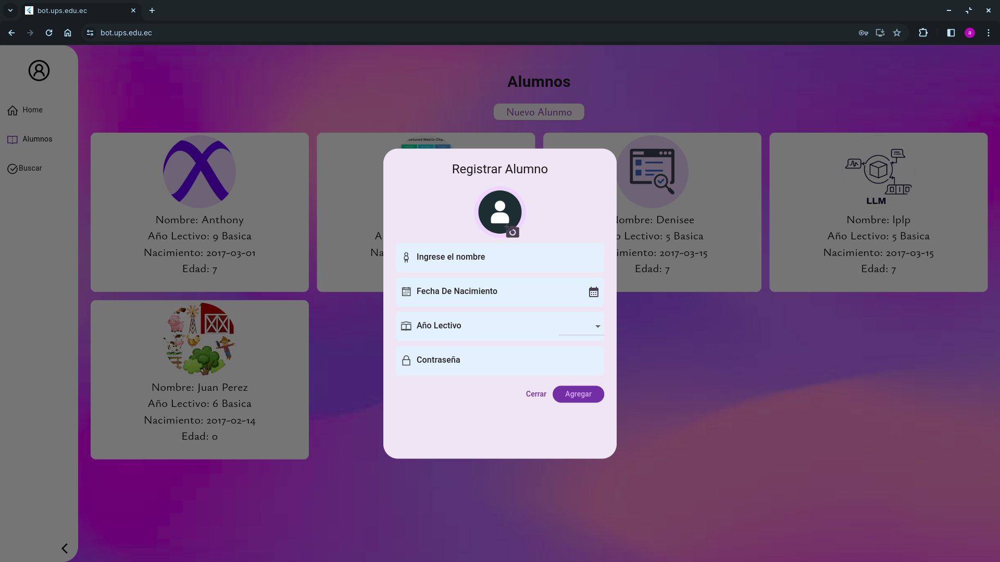 bot.ups.edu.ec
bot.ups.edu.ec
a
Home
Alumnos
Buscar
Alumnos
Nuevo Alunmo
Nombre: Anthony
Año Lectivo: 9 Basica
Nacimiento: 2017-03-01
Edad: 7
Matrix
A
Na
Denisee
Lectivo: 5 Basica
2017-03-15
Edad: 7
LLM
Nombre: lplp
Año Lectivo: 5 Basica
Nacimiento: 2017-03-15
Edad: 7
Nombre: Juan Perez
Año Lectivo: 6 Basica
Nacimiento: 2017-02-14
Edad: 0
Registrar Alumno
Ingrese el nombre
Fecha De Nacimiento
Año Lectivo
Contraseña
Cerrar
Agregar